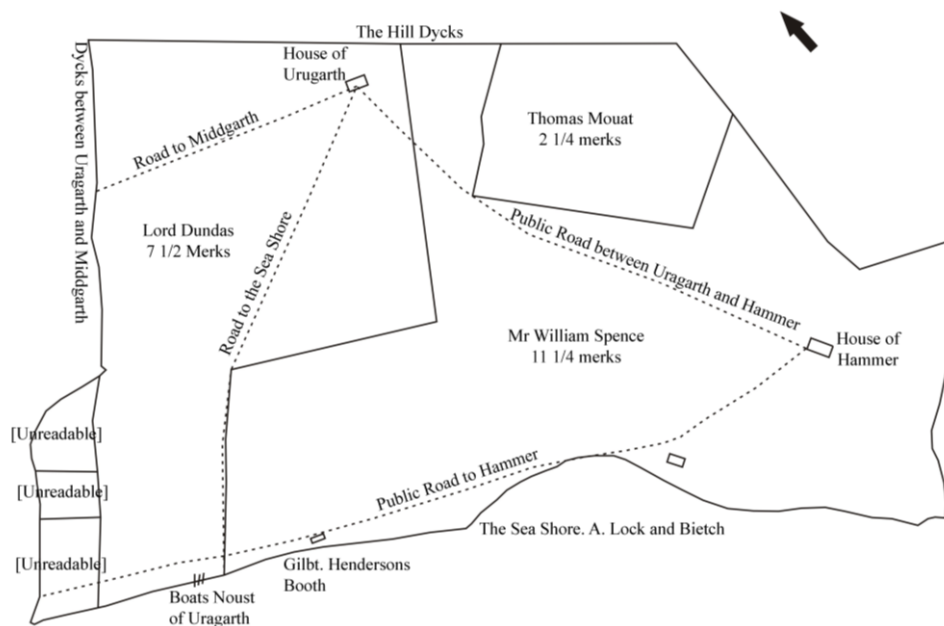 The Hill Dycks
House of
Urugarth
Dycks between Uragarth and Middgarth
Thomas Mouat
2 1/4 merks
Road to Middgarth
Lord Dundas
7 1/2 Merks
Road to the Sea Shore
Public Road between Uragarth and Hammer
Mr William Spence
11 1/4 merks
House of
Hammer
[Unreadable]
[Unreadable]
[Unreadable]
Public Road to Hammer
The Sea Shore. A. Lock and Bietch
Gilbt. Hendersons
Booth
Boats Noust
of Uragarth